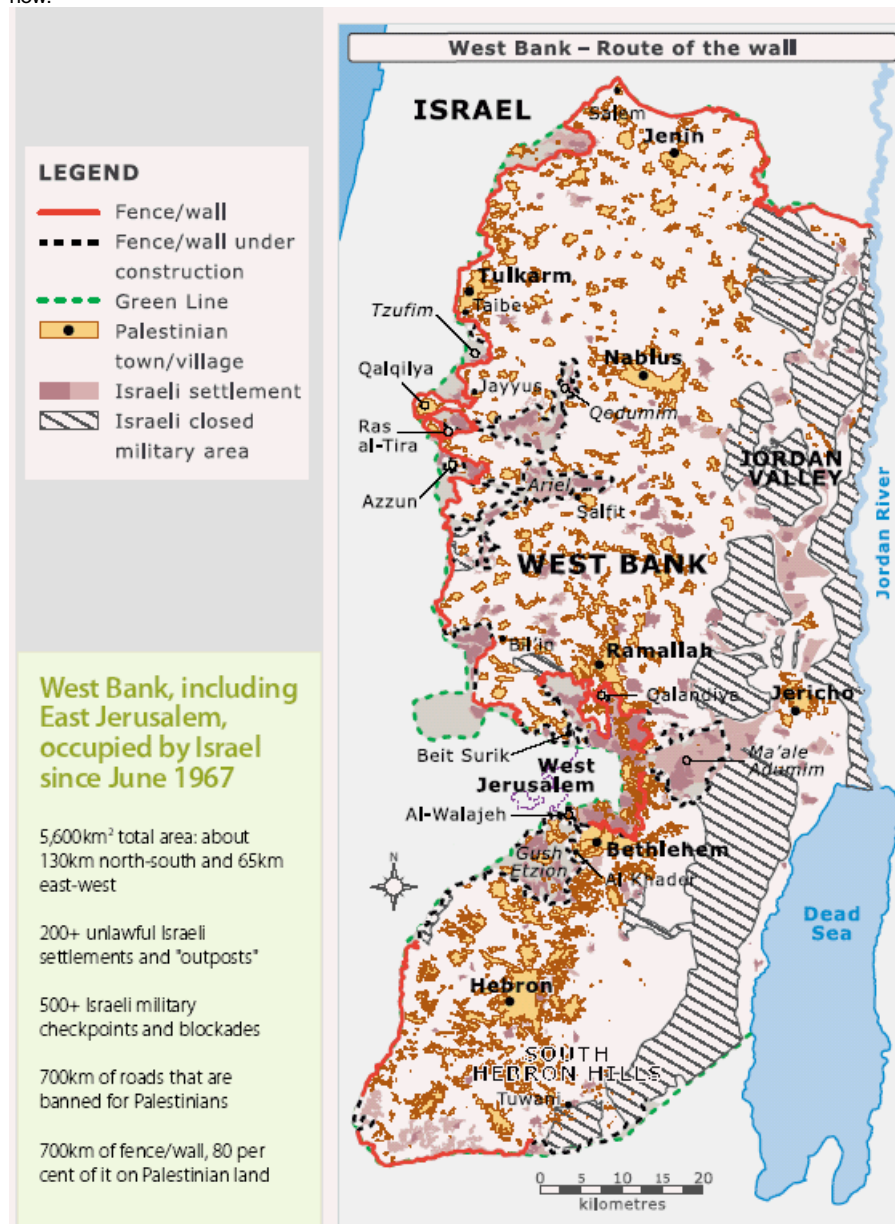 now.
West Bank – Route of the wall
ISRAEL
Salem
Jenin
LEGEND
Fence/wall
Fence/wall under
construction
Green Line
Palestinian
town/village
Israeli settlement
Israeli closed
military area
Tulkarm
Taibe
Tzufim
Qalqilya
Jayyus
Nablus
Qedumim
Ras
al-Tira
Azzun
Ariel
Salfit
JORDAN
VALLEY
Jordan River
WEST BANK
Bil'in
Ramallah
Qalandiya
Jericho
Beit Surik
West
Jerusalem
Ma'ale
Adumim
Al-Walajeh
N
Bethlehem
Gush
Etzion
Al Khader
Dead
Sea
Hebron
SOUTH
HEBRON HILLS
Tuwani
0 5 10 15 20
kilometres
West Bank, including
East Jerusalem,
occupied by Israel
since June 1967
5,600km² total area: about
130km north-south and 65km
east-west
200+ unlawful Israeli
settlements and "outposts"
500+ Israeli military
checkpoints and blockades
700km of roads that are
banned for Palestinians
700km of fence/wall, 80 per
cent of it on Palestinian land